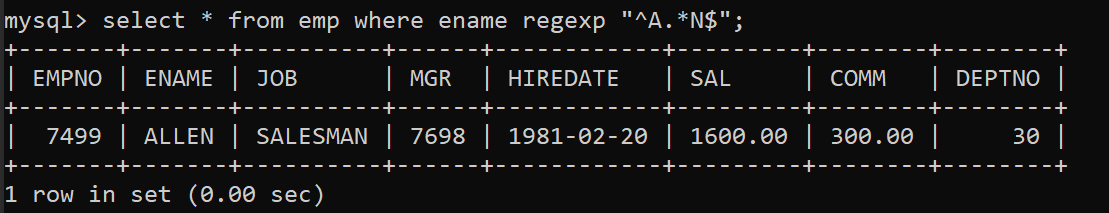 mysql> select * from emp where ename regexp "^A.*N$";
+-------+-------+----------+------+------------+---------+--------+--------+
| EMPNO | ENAME | JOB      | MGR  | HIREDATE   | SAL     | COMM   | DEPTNO |
+-------+-------+----------+------+------------+---------+--------+--------+
|  7499 | ALLEN | SALESMAN | 7698 | 1981-02-20 | 1600.00 | 300.00 |     30 |
+-------+-------+----------+------+------------+---------+--------+--------+
1 row in set (0.00 sec)